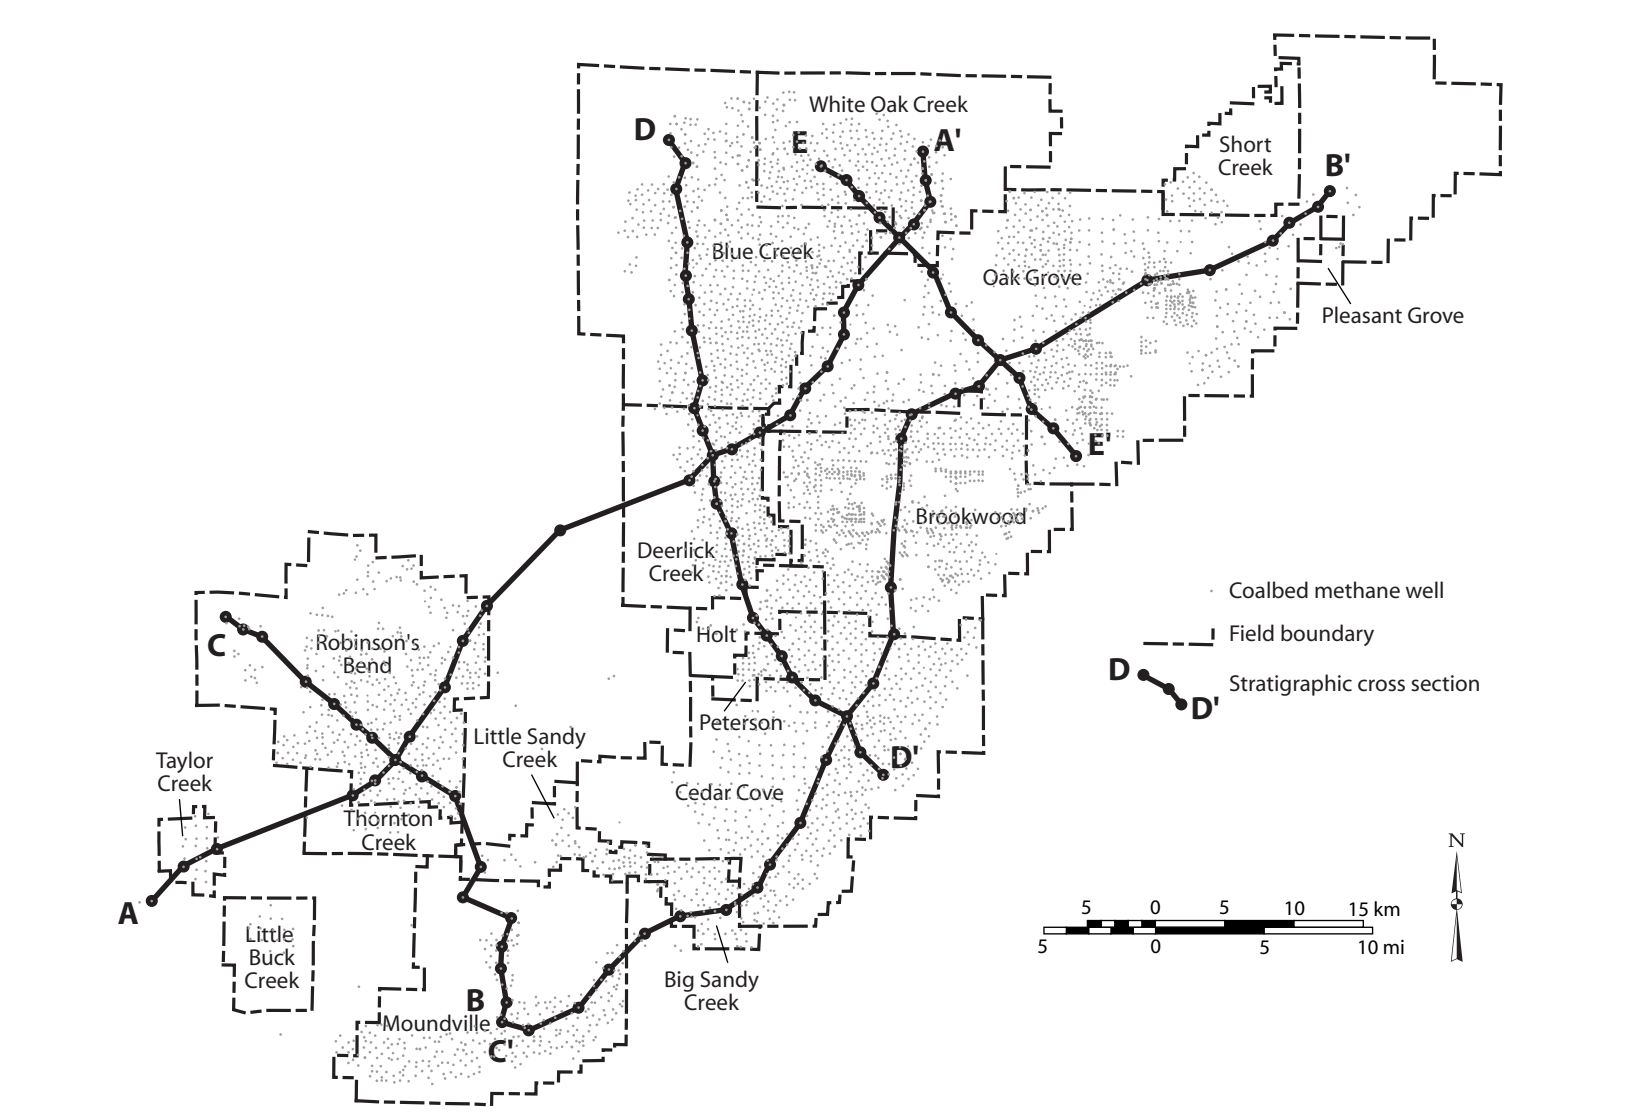 White Oak Creek
D
E
A'
Short
Creek
B'
Blue Creek
Oak Grove
Pleasant Grove
E'
Brookwood
Deerlick
Creek
Coalbed methane well
Holt
Field boundary
C
Robinson's
Bend
D
Stratigraphic cross section
D'
Peterson
Little Sandy
Creek
Taylor
Creek
D'
Cedar Cove
Thornton
Creek
N
A
5 0 5 10 15 km
5 0 5 10 mi
Little
Buck
Creek
Big Sandy
Creek
B
Moundville
C'